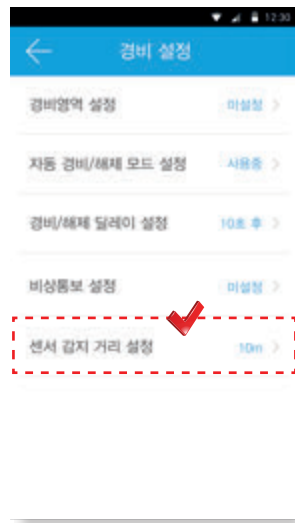 12:30
경비 설정
경비영역 설정 미설정
자동 경비/해제 모드 설정 사용중
경비/해제 딜레이 설정 10초 후
비상통보 설정 미설정
센서 감지 거리 설정 10m